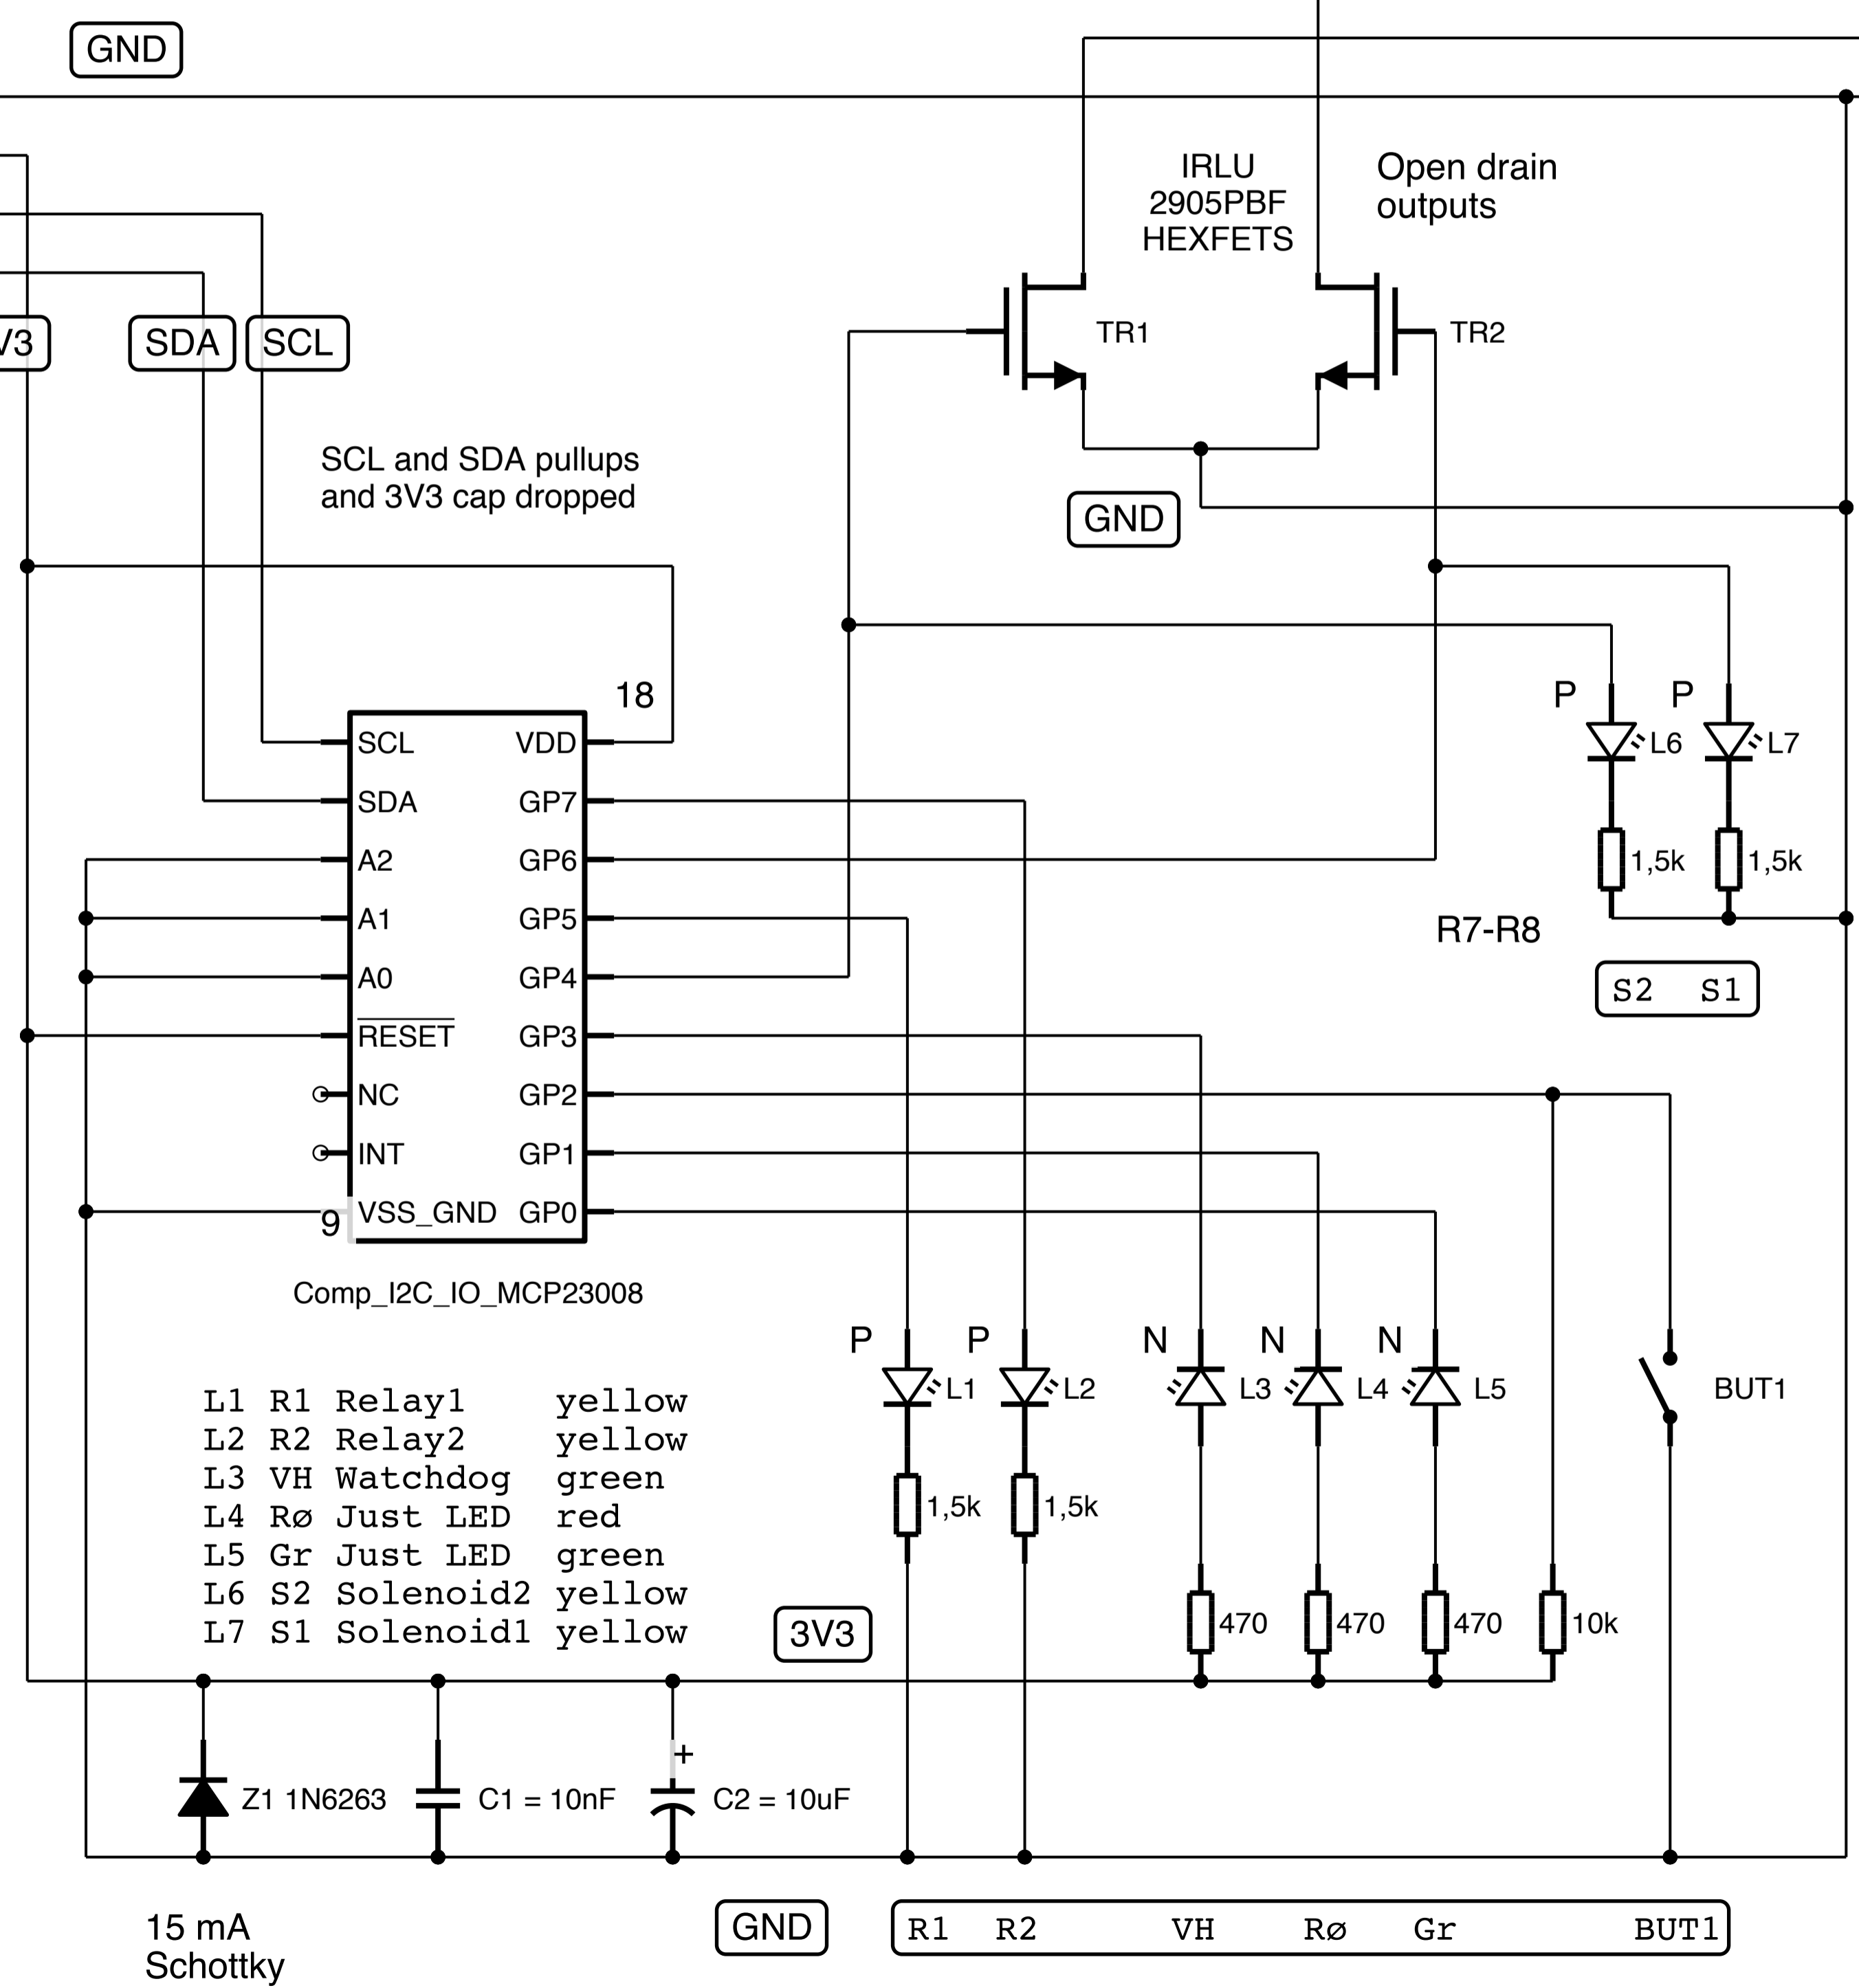 GND
IRLU
2905PBF
HEXFETS
Open drain
outputs
V3
SDA
SCL
TR1
TR2
SCL and SDA pullups
and 3V3 cap dropped
GND
18
P
P
L6
L7
SCL
VDD
SDA
GP7
A2
GP6
1,5k
1,5k
A1
GP5
R7-R8
A0
GP4
S2 S1
RESET
GP3
NC
GP2
INT
GP1
9
VSS_GND
GP0
Comp_I2C_IO_MCP23008
P
P
N
N
N
L1
L2
L3
L4
L5
BUT1
L1 R1 Relay1 yellow
L2 R2 Relay2 yellow
L3 VH Watchdog green
L4 Rø Just LED red
L5 Gr Just LED green
L6 S2 Solenoid2 yellow
L7 S1 Solenoid1 yellow
1,5k
1,5k
3V3
470
470
470
10k
+
Z1 1N6263
C1 = 10nF
C2 = 10uF
15 mA
Schottky
GND
R1 R2 VH Rø Gr BUT1